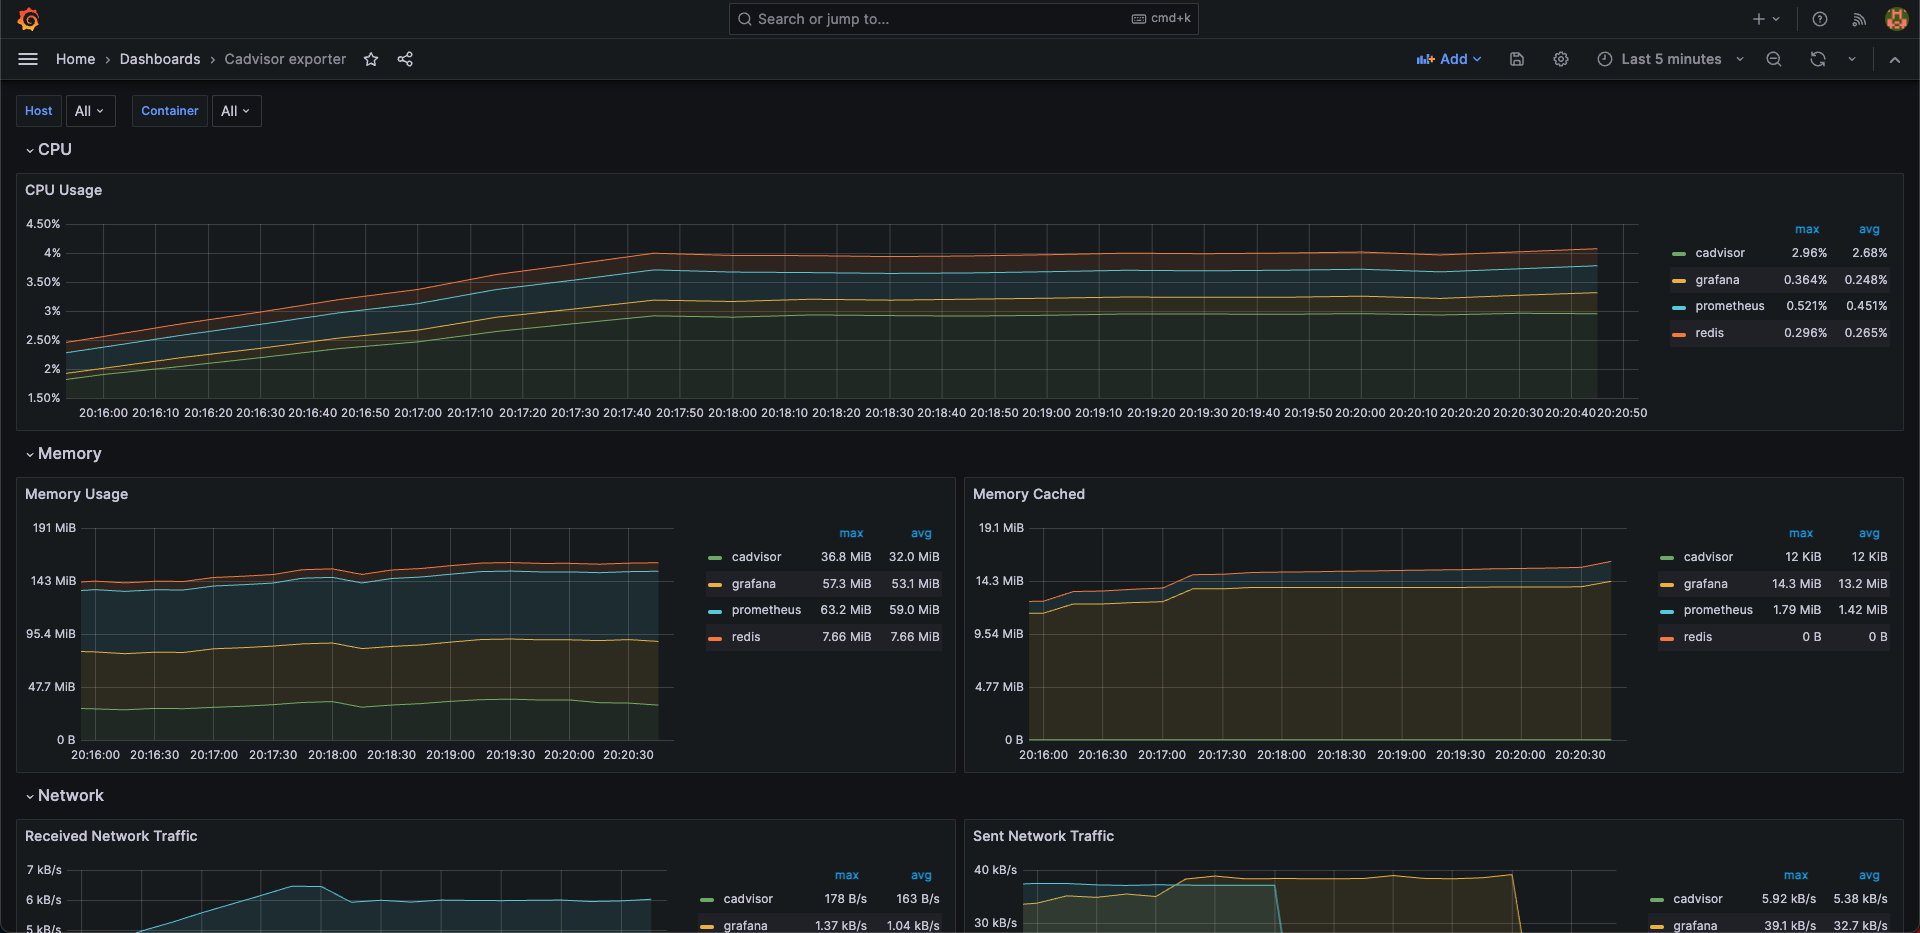 Search or jump to... cmd+k
Home › Dashboards › Cadvisor exporter Add Last 5 minutes
Host All Container All
CPU
CPU Usage
4.50%
4%
3.50%
3%
2.50%
2%
1.50%
20:16:00 20:16:10 20:16:20 20:16:30 20:16:40 20:16:50 20:17:00 20:17:10 20:17:20 20:17:30 20:17:40 20:17:50 20:18:00 20:18:10 20:18:20 20:18:30 20:18:40 20:18:50 20:19:00 20:19:10 20:19:20 20:19:30 20:19:40 20:19:50 20:20:00 20:20:10 20:20:20 20:20:30 20:20:40 20:20:50
max avg
cadvisor 2.96% 2.68%
grafana 0.364% 0.248%
prometheus 0.521% 0.451%
redis 0.296% 0.265%
Memory
Memory Usage
191 MiB
143 MiB
95.4 MiB
47.7 MiB
0 B
20:16:00 20:16:30 20:17:00 20:17:30 20:18:00 20:18:30 20:19:00 20:19:30 20:20:00 20:20:30
max avg
cadvisor 36.8 MiB 32.0 MiB
grafana 57.3 MiB 53.1 MiB
prometheus 63.2 MiB 59.0 MiB
redis 7.66 MiB 7.66 MiB
Memory Cached
19.1 MiB
14.3 MiB
9.54 MiB
4.77 MiB
0 B
20:16:00 20:16:30 20:17:00 20:17:30 20:18:00 20:18:30 20:19:00 20:19:30 20:20:00 20:20:30
max avg
cadvisor 12 KiB 12 KiB
grafana 14.3 MiB 13.2 MiB
prometheus 1.79 MiB 1.42 MiB
redis 0 B 0 B
Network
Received Network Traffic
7 kB/s
6 kB/s
5 kB/s
max avg
cadvisor 178 B/s 163 B/s
grafana 1.37 kB/s 1.04 kB/s
Sent Network Traffic
40 kB/s
30 kB/s
max avg
cadvisor 5.92 kB/s 5.38 kB/s
grafana 39.1 kB/s 32.7 kB/s